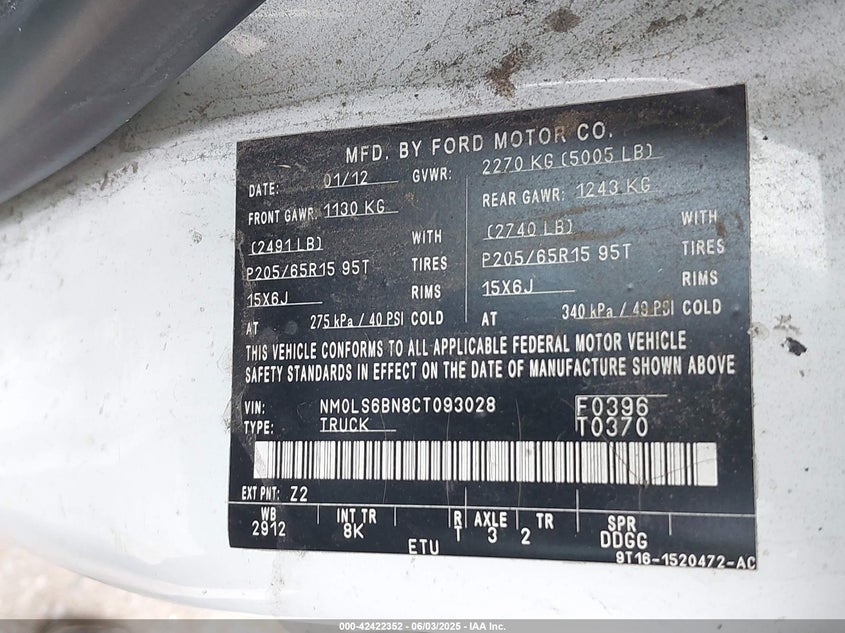 MFD. BY FORD MOTOR CO.
DATE: 01/12 GVWR: 2270 KG (5005 LB)
FRONT GAWR: 1130 KG REAR GAWR: 1243 KG
(2491 LB) WITH (2740 LB) WITH
P205/65R15 95T TIRES P205/65R15 95T TIRES
15X6J RIMS 15X6J RIMS
AT 275 kPa / 40 PSI COLD AT 340 kPa / 49 PSI COLD
THIS VEHICLE CONFORMS TO ALL APPLICABLE FEDERAL MOTOR VEHICLE
SAFETY STANDARDS IN EFFECT ON THE DATE OF MANUFACTURE SHOWN ABOVE
VIN: NM0LS6BN8CT093028 F0396
TYPE: TRUCK T0370
EXT PNT: Z2
WB INT TR R AXLE TR SPR
2912 8K T 3 2 DDGG
ETU 9T16-1520472-AC
000-42422352 - 06/03/2025 - IAA Inc.